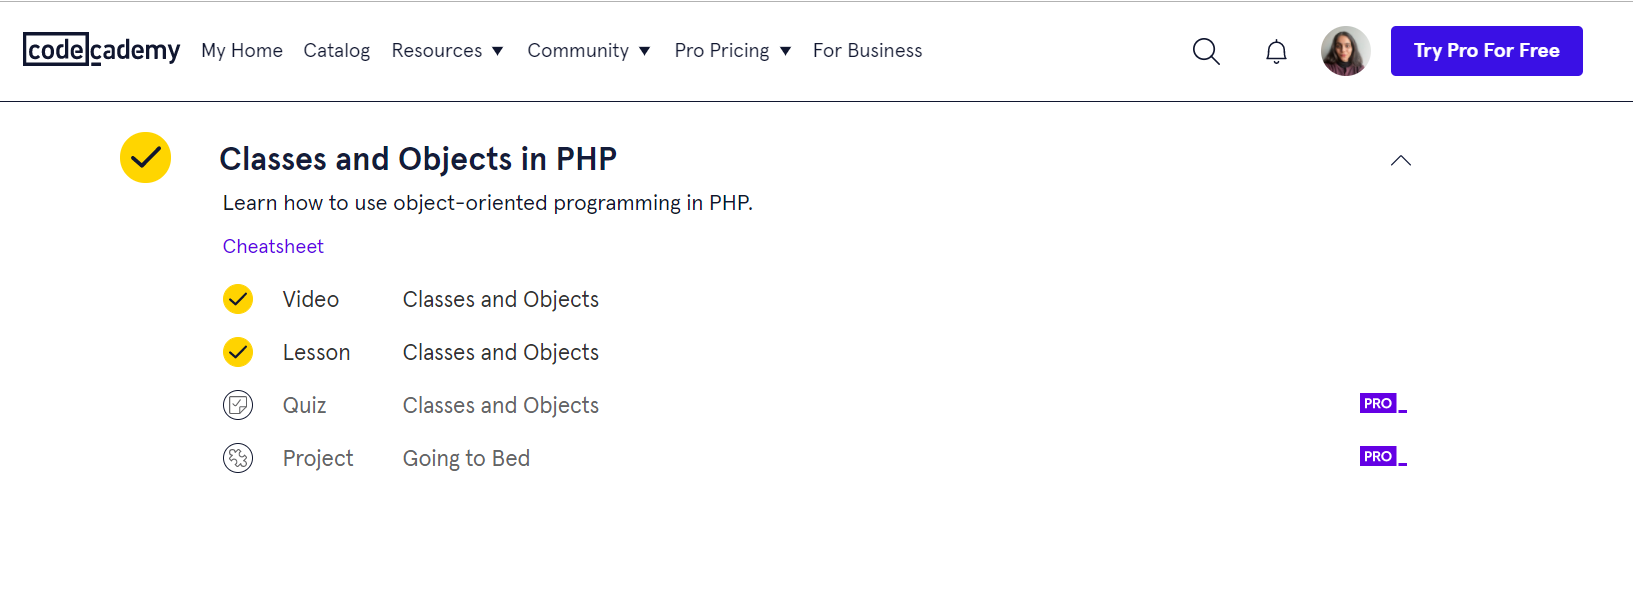 codecademy My Home Catalog Resources Community Pro Pricing For Business Try Pro For Free
Classes and Objects in PHP
Learn how to use object-oriented programming in PHP.
Cheatsheet
Video Classes and Objects
Lesson Classes and Objects
Quiz Classes and Objects PRO
Project Going to Bed PRO